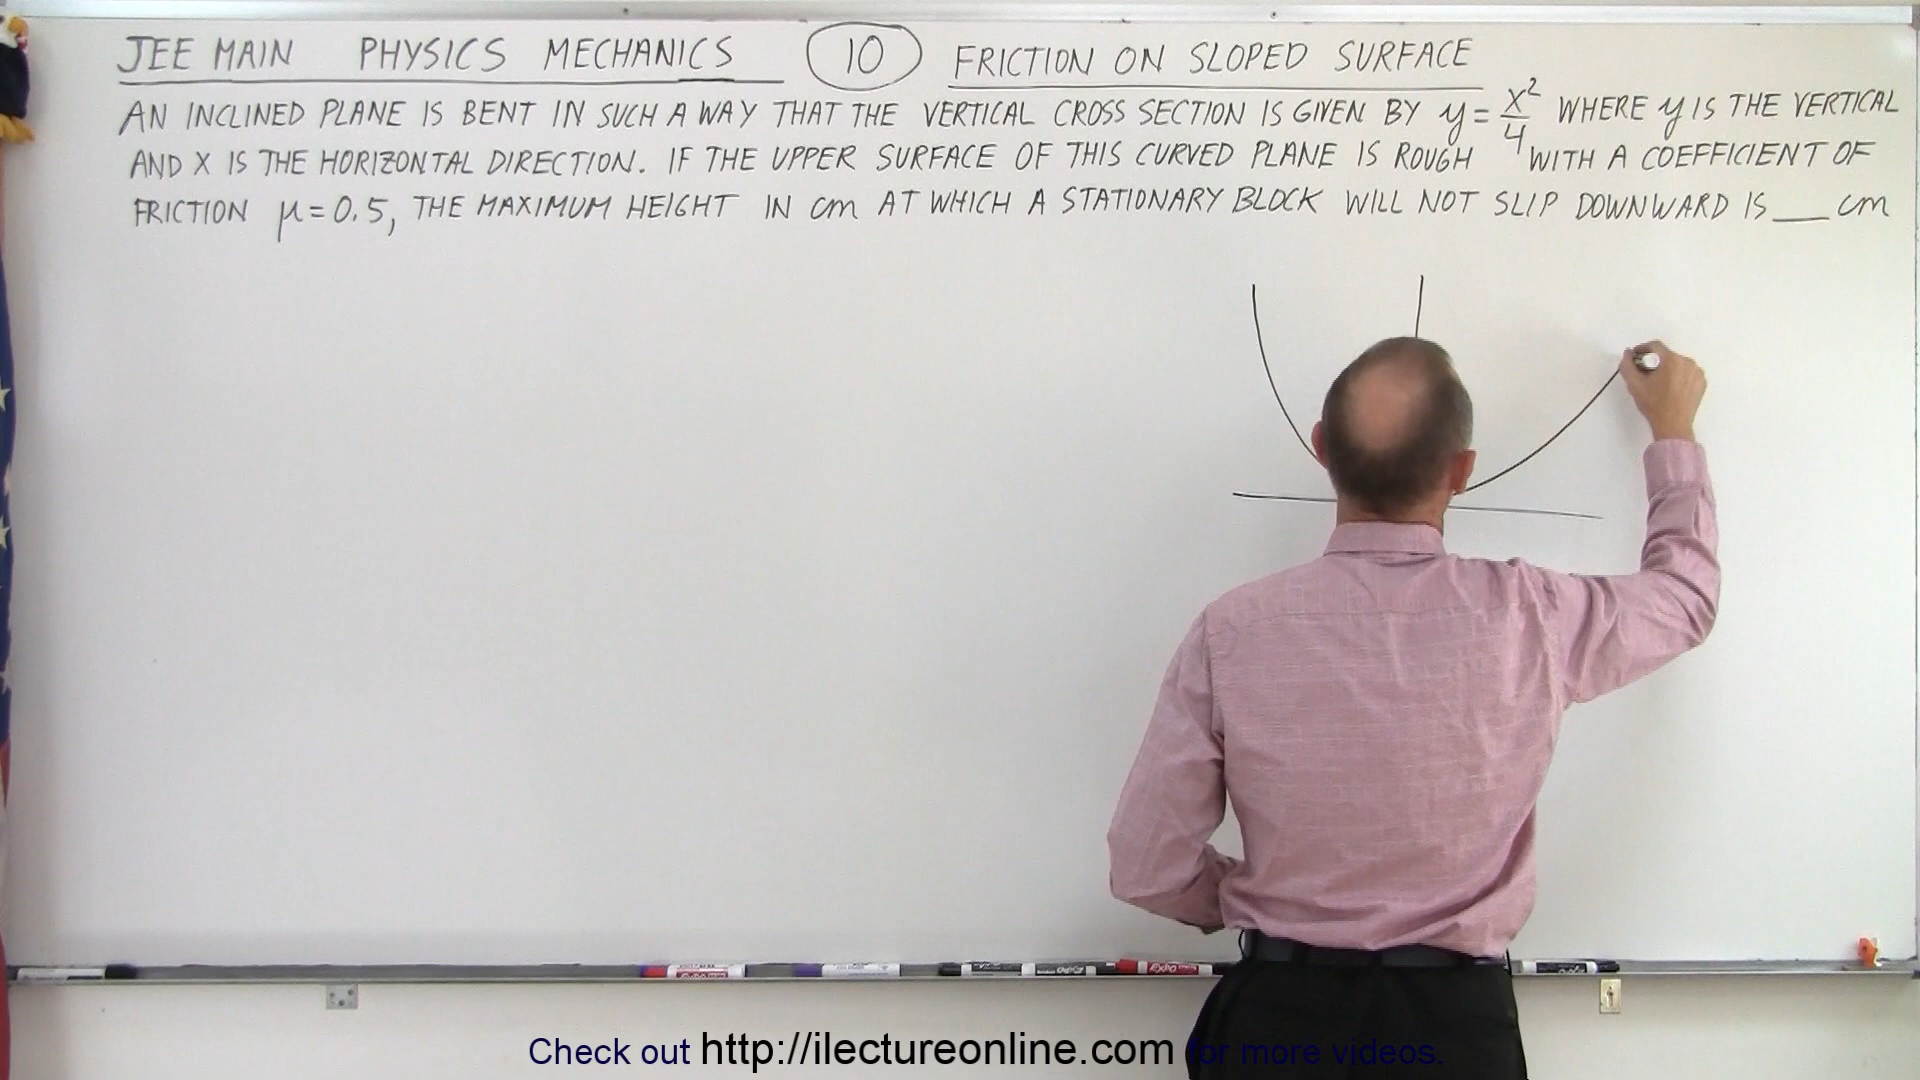 JEE MAIN PHYSICS MECHANICS 10 FRICTION ON SLOPED SURFACE
AN INCLINED PLANE IS BENT IN SUCH A WAY THAT THE VERTICAL CROSS SECTION IS GIVEN BY y = x²/4 WHERE y IS THE VERTICAL
AND X IS THE HORIZONTAL DIRECTION. IF THE UPPER SURFACE OF THIS CURVED PLANE IS ROUGH WITH A COEFFICIENT OF
FRICTION μ = 0.5, THE MAXIMUM HEIGHT IN cm AT WHICH A STATIONARY BLOCK WILL NOT SLIP DOWNWARD IS ___ cm
Check out http://ilectureonline.com for more videos.